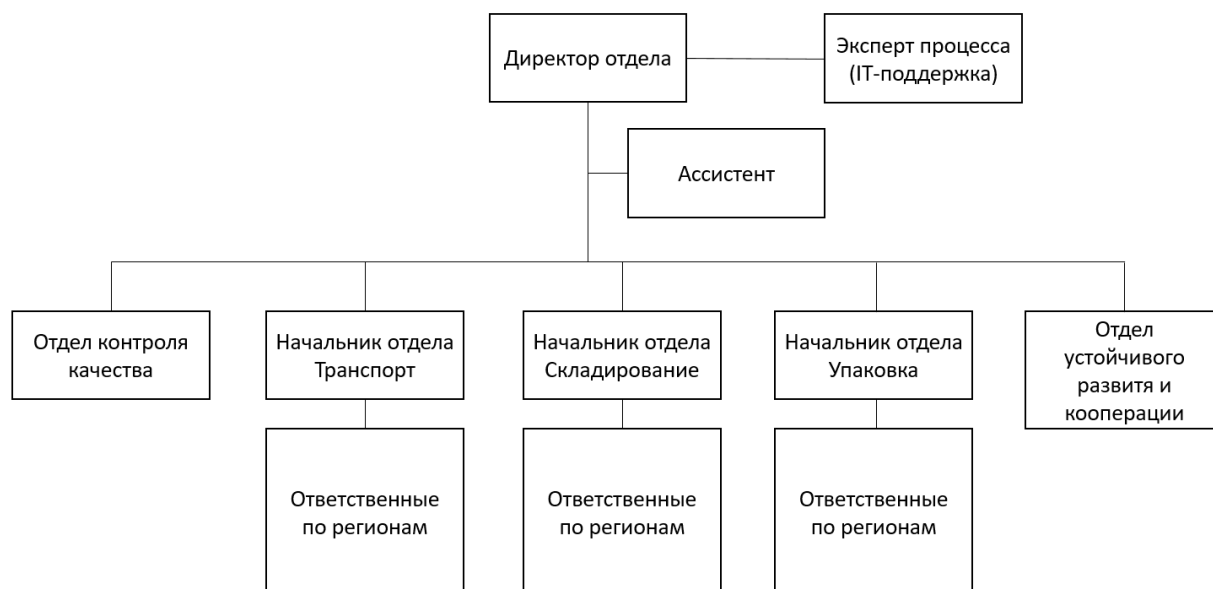 Директор отдела
Эксперт процесса
(IT-поддержка)
Ассистент
Отдел контроля
качества
Начальник отдела
Транспорт
Начальник отдела
Складирование
Начальник отдела
Упаковка
Отдел
устойчивого
развитя и
кооперации
Ответственные
по регионам
Ответственные
по регионам
Ответственные
по регионам